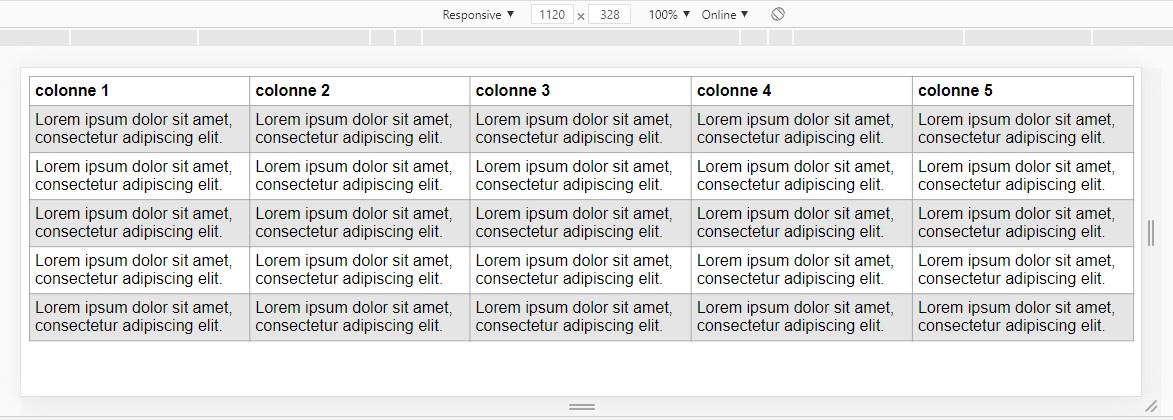 Responsive ▼ 1120 × 328 100% ▼ Online ▼
colonne 1 colonne 2 colonne 3 colonne 4 colonne 5
Lorem ipsum dolor sit amet, Lorem ipsum dolor sit amet, Lorem ipsum dolor sit amet, Lorem ipsum dolor sit amet, Lorem ipsum dolor sit amet,
consectetur adipiscing elit. consectetur adipiscing elit. consectetur adipiscing elit. consectetur adipiscing elit. consectetur adipiscing elit.
Lorem ipsum dolor sit amet, Lorem ipsum dolor sit amet, Lorem ipsum dolor sit amet, Lorem ipsum dolor sit amet, Lorem ipsum dolor sit amet,
consectetur adipiscing elit. consectetur adipiscing elit. consectetur adipiscing elit. consectetur adipiscing elit. consectetur adipiscing elit.
Lorem ipsum dolor sit amet, Lorem ipsum dolor sit amet, Lorem ipsum dolor sit amet, Lorem ipsum dolor sit amet, Lorem ipsum dolor sit amet,
consectetur adipiscing elit. consectetur adipiscing elit. consectetur adipiscing elit. consectetur adipiscing elit. consectetur adipiscing elit.
Lorem ipsum dolor sit amet, Lorem ipsum dolor sit amet, Lorem ipsum dolor sit amet, Lorem ipsum dolor sit amet, Lorem ipsum dolor sit amet,
consectetur adipiscing elit. consectetur adipiscing elit. consectetur adipiscing elit. consectetur adipiscing elit. consectetur adipiscing elit.
Lorem ipsum dolor sit amet, Lorem ipsum dolor sit amet, Lorem ipsum dolor sit amet, Lorem ipsum dolor sit amet, Lorem ipsum dolor sit amet,
consectetur adipiscing elit. consectetur adipiscing elit. consectetur adipiscing elit. consectetur adipiscing elit. consectetur adipiscing elit.